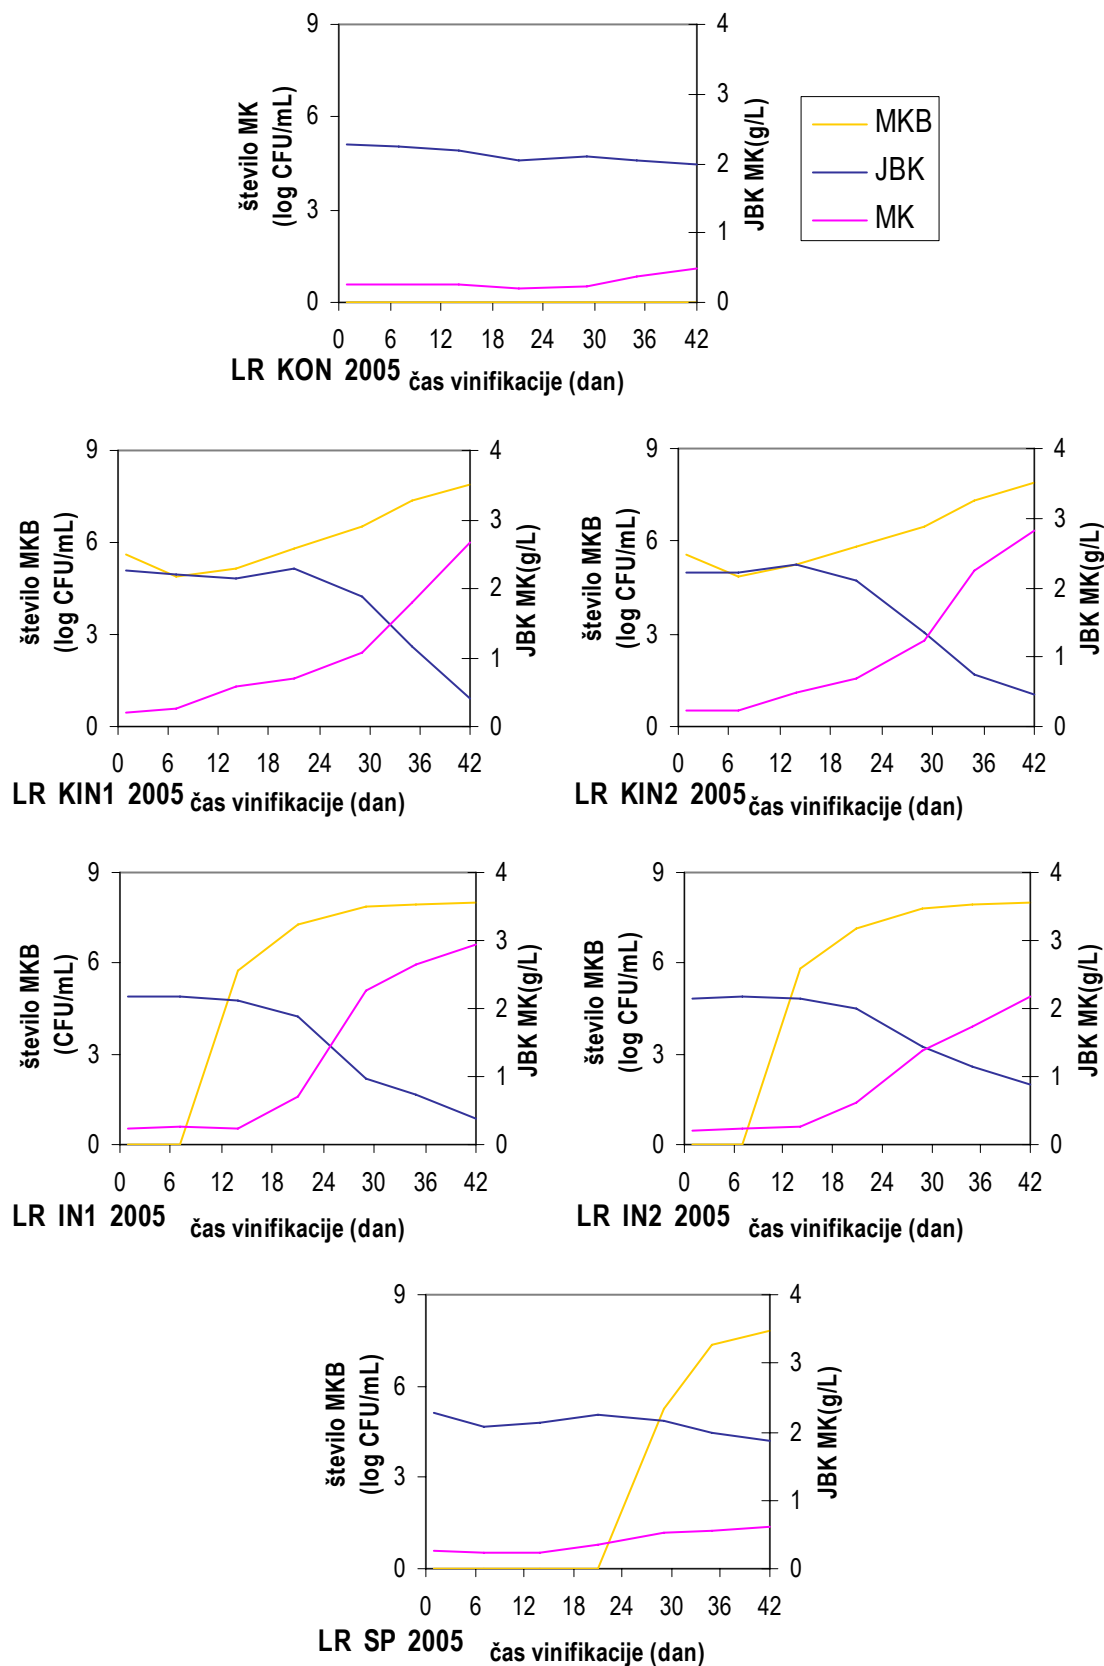 število MK
(log CFU/mL)
9
6
3
0
4
3
2
1
0
JBK MK(g/L)
MKB
JBK
MK
0 6 12 18 24 30 36 42
LR KON 2005 čas vinifikacije (dan)
število MKB
(log CFU/mL)
9
6
3
0
4
3
2
1
0
JBK MK(g/L)
0 6 12 18 24 30 36 42
LR KIN1 2005 čas vinifikacije (dan)
število MKB
(log CFU/mL)
9
6
3
0
4
3
2
1
0
JBK MK(g/L)
0 6 12 18 24 30 36 42
LR KIN2 2005 čas vinifikacije (dan)
število MKB
(CFU/mL)
9
6
3
0
4
3
2
1
0
JBK MK(g/L)
0 6 12 18 24 30 36 42
LR IN1 2005 čas vinifikacije (dan)
število MKB
(log CFU/mL)
9
6
3
0
4
3
2
1
0
JBK MK(g/L)
0 6 12 18 24 30 36 42
LR IN2 2005 čas vinifikacije (dan)
število MKB
(log CFU/mL)
9
6
3
0
4
3
2
1
0
JBK MK(g/L)
0 6 12 18 24 30 36 42
LR SP 2005 čas vinifikacije (dan)